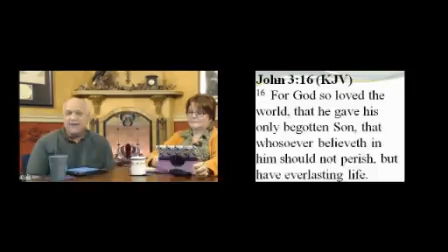 John 3:16 (KJV)
16 For God so loved the
world, that he gave his
only begotten Son, that
whosoever believeth in
him should not perish, but
have everlasting life.